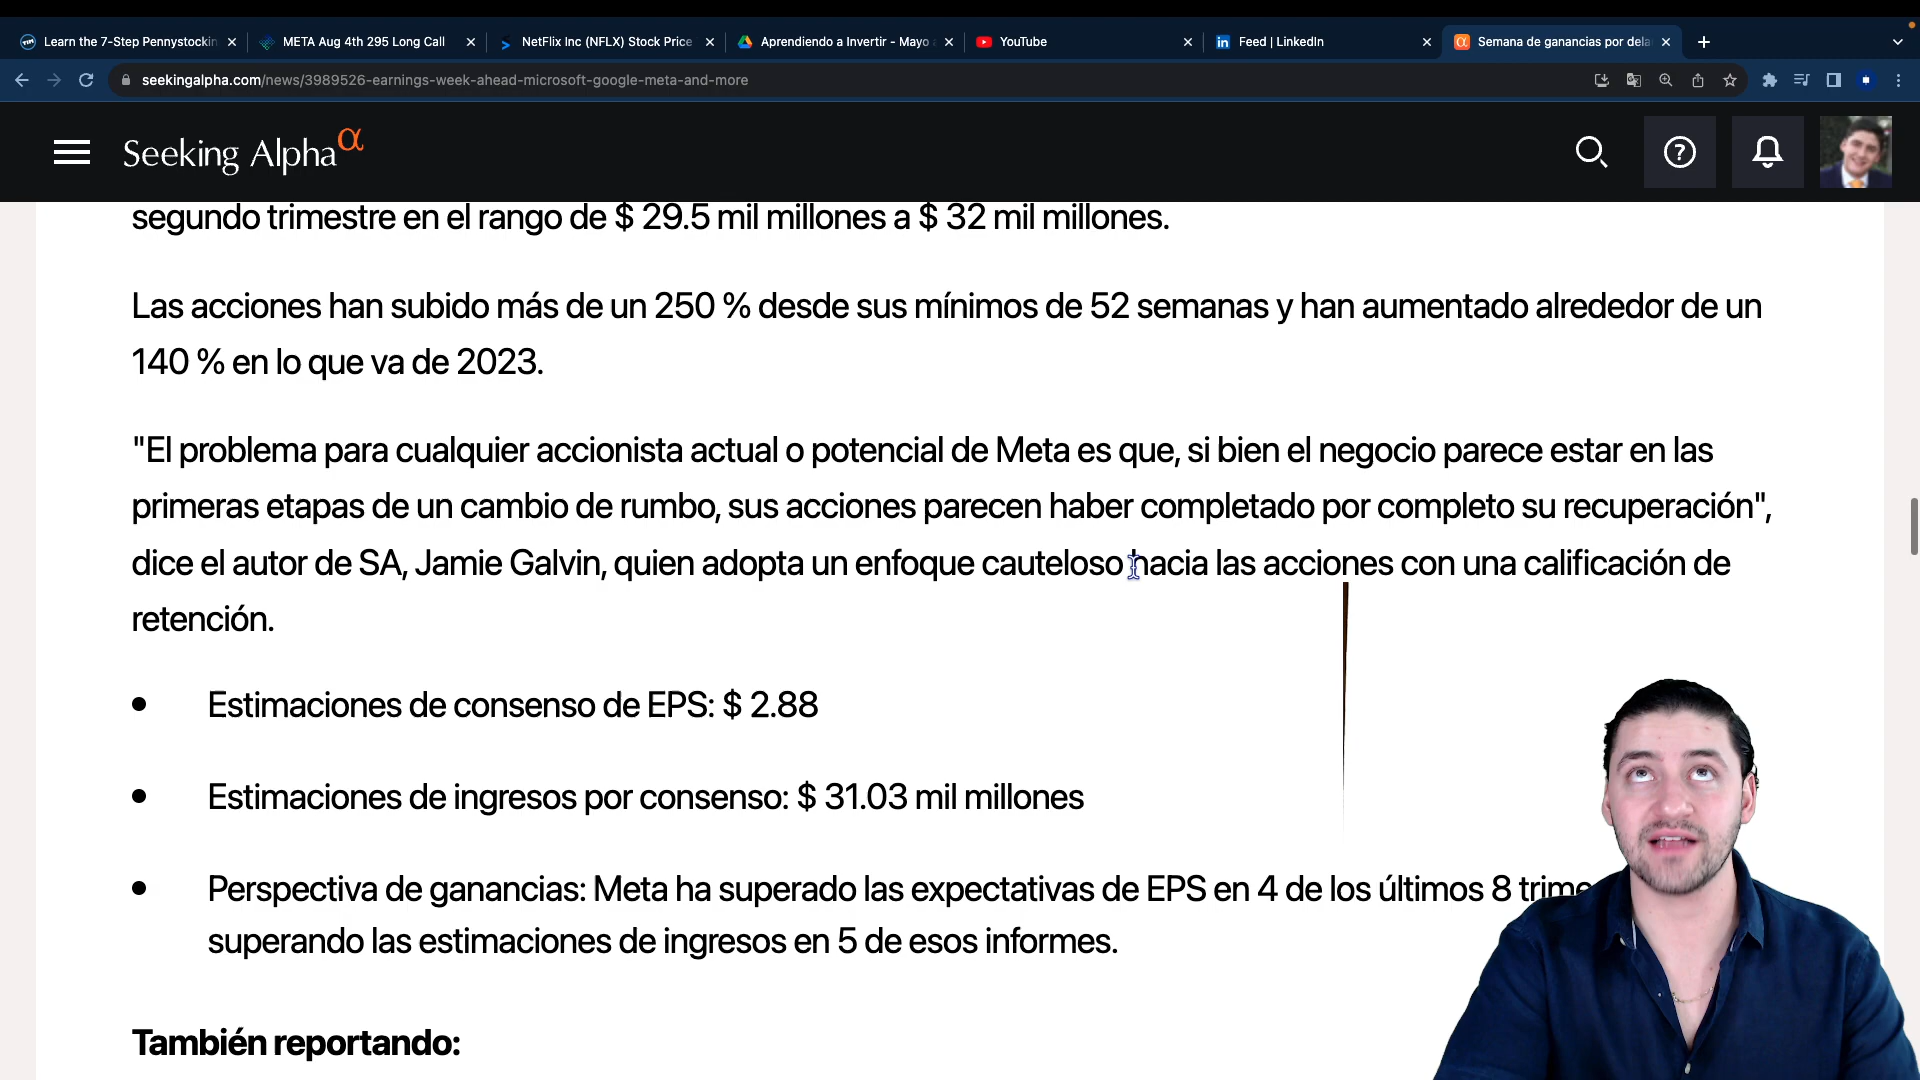 Learn the 7-Step Pennystockin
META Aug 4th 295 Long Call
NetFlix Inc (NFLX) Stock Price
Aprendiendo a Invertir - Mayo
YouTube
Feed | LinkedIn
Semana de ganancias por dela
seekingalpha.com/news/3989526-earnings-week-ahead-microsoft-google-meta-and-more
Seeking Alpha α
segundo trimestre en el rango de $ 29.5 mil millones a $ 32 mil millones.
Las acciones han subido más de un 250 % desde sus mínimos de 52 semanas y han aumentado alrededor de un
140 % en lo que va de 2023.
"El problema para cualquier accionista actual o potencial de Meta es que, si bien el negocio parece estar en las
primeras etapas de un cambio de rumbo, sus acciones parecen haber completado por completo su recuperación",
dice el autor de SA, Jamie Galvin, quien adopta un enfoque cauteloso hacia las acciones con una calificación de
retención.
• Estimaciones de consenso de EPS: $ 2.88
• Estimaciones de ingresos por consenso: $ 31.03 mil millones
• Perspectiva de ganancias: Meta ha superado las expectativas de EPS en 4 de los últimos 8 trime
superando las estimaciones de ingresos en 5 de esos informes.
También reportando: